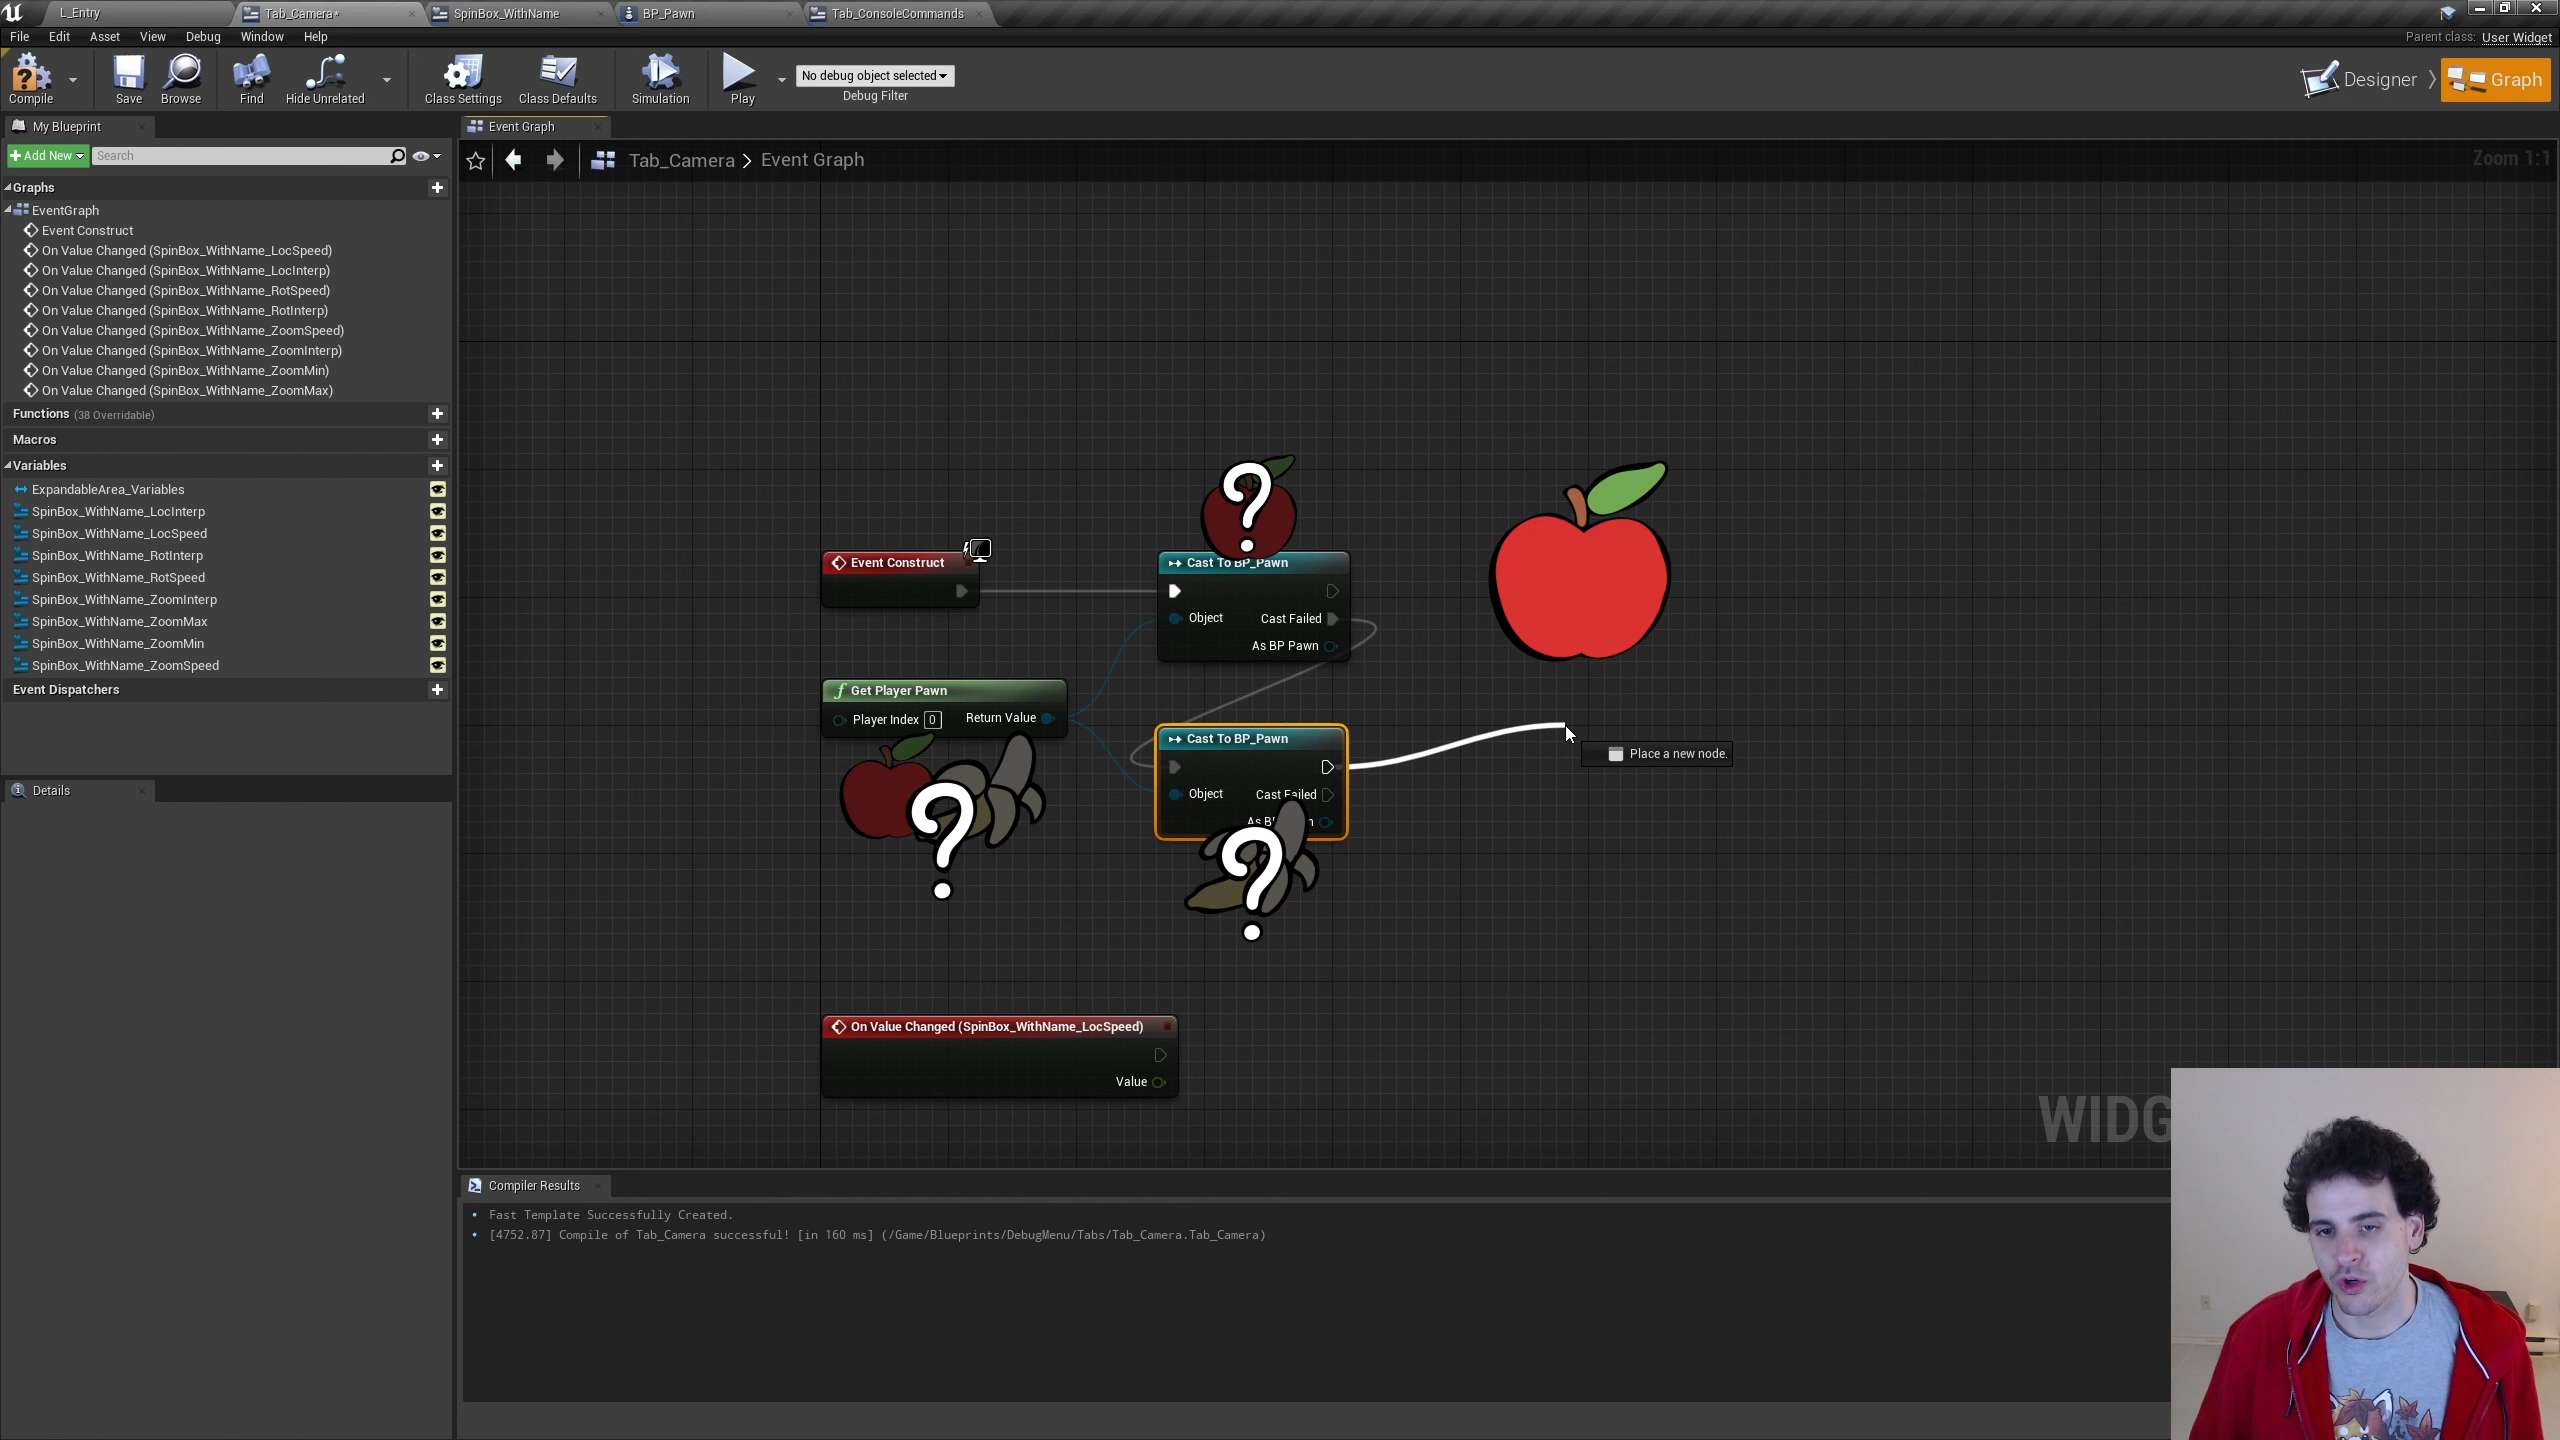 L_Entry
Tab_Camera*
SpinBox_WithName
BP_Pawn
Tab_ConsoleCommands
File Edit Asset View Debug Window Help
Parent class: User Widget
Compile
Save
Browse
Find
Hide Unrelated
Class Settings
Class Defaults
Simulation
Play
No debug object selected
Debug Filter
Designer
Graph
My Blueprint
Event Graph
Add New
Search
Tab_Camera > Event Graph
Zoom 1:1
Graphs
EventGraph
Event Construct
On Value Changed (SpinBox_WithName_LocSpeed)
On Value Changed (SpinBox_WithName_LocInterp)
On Value Changed (SpinBox_WithName_RotSpeed)
On Value Changed (SpinBox_WithName_RotInterp)
On Value Changed (SpinBox_WithName_ZoomSpeed)
On Value Changed (SpinBox_WithName_ZoomInterp)
On Value Changed (SpinBox_WithName_ZoomMin)
On Value Changed (SpinBox_WithName_ZoomMax)
Functions (38 Overridable)
Macros
Variables
ExpandableArea_Variables
SpinBox_WithName_LocInterp
SpinBox_WithName_LocSpeed
SpinBox_WithName_RotInterp
SpinBox_WithName_RotSpeed
SpinBox_WithName_ZoomInterp
SpinBox_WithName_ZoomMax
SpinBox_WithName_ZoomMin
SpinBox_WithName_ZoomSpeed
Event Dispatchers
Details
?
Event Construct
Cast To BP_Pawn
Object
Cast Failed
As BP Pawn
f Get Player Pawn
Player Index 0
Return Value
?
Cast To BP_Pawn
Object
Cast Failed
?
Place a new node.
On Value Changed (SpinBox_WithName_LocSpeed)
Value
WIDG
Compiler Results
• Fast Template Successfully Created.
• [4752.87] Compile of Tab_Camera successful! [in 160 ms] (/Game/Blueprints/DebugMenu/Tabs/Tab_Camera.Tab_Camera)